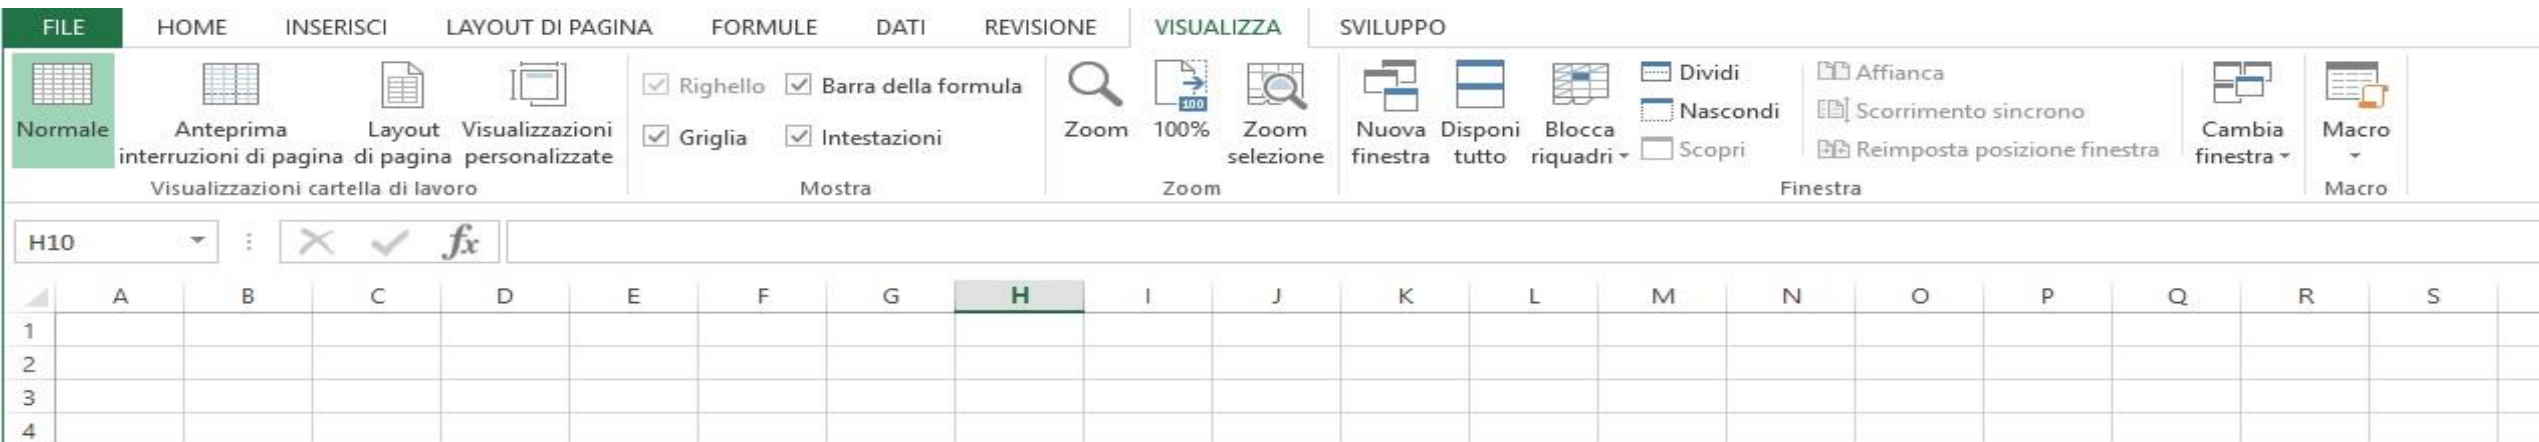 FILE HOME INSERISCI LAYOUT DI PAGINA FORMULE DATI REVISIONE VISUALIZZA SVILUPPO
Normale
Anteprima
interruzioni di pagina
Layout
di pagina
Visualizzazioni
personalizzate
Visualizzazioni cartella di lavoro
Righello Barra della formula
Griglia Intestazioni
Mostra
Zoom
100
100%
Zoom
selezione
Zoom
Nuova
finestra
Disponi
tutto
Blocca
riquadri
Dividi
Nascondi
Scopri
Affianca
Scorrimento sincrono
Reimposta posizione finestra
Cambia
finestra
Finestra
Macro
Macro
H10 fx
A B C D E F G H I J K L M N O P Q R S
1
2
3
4